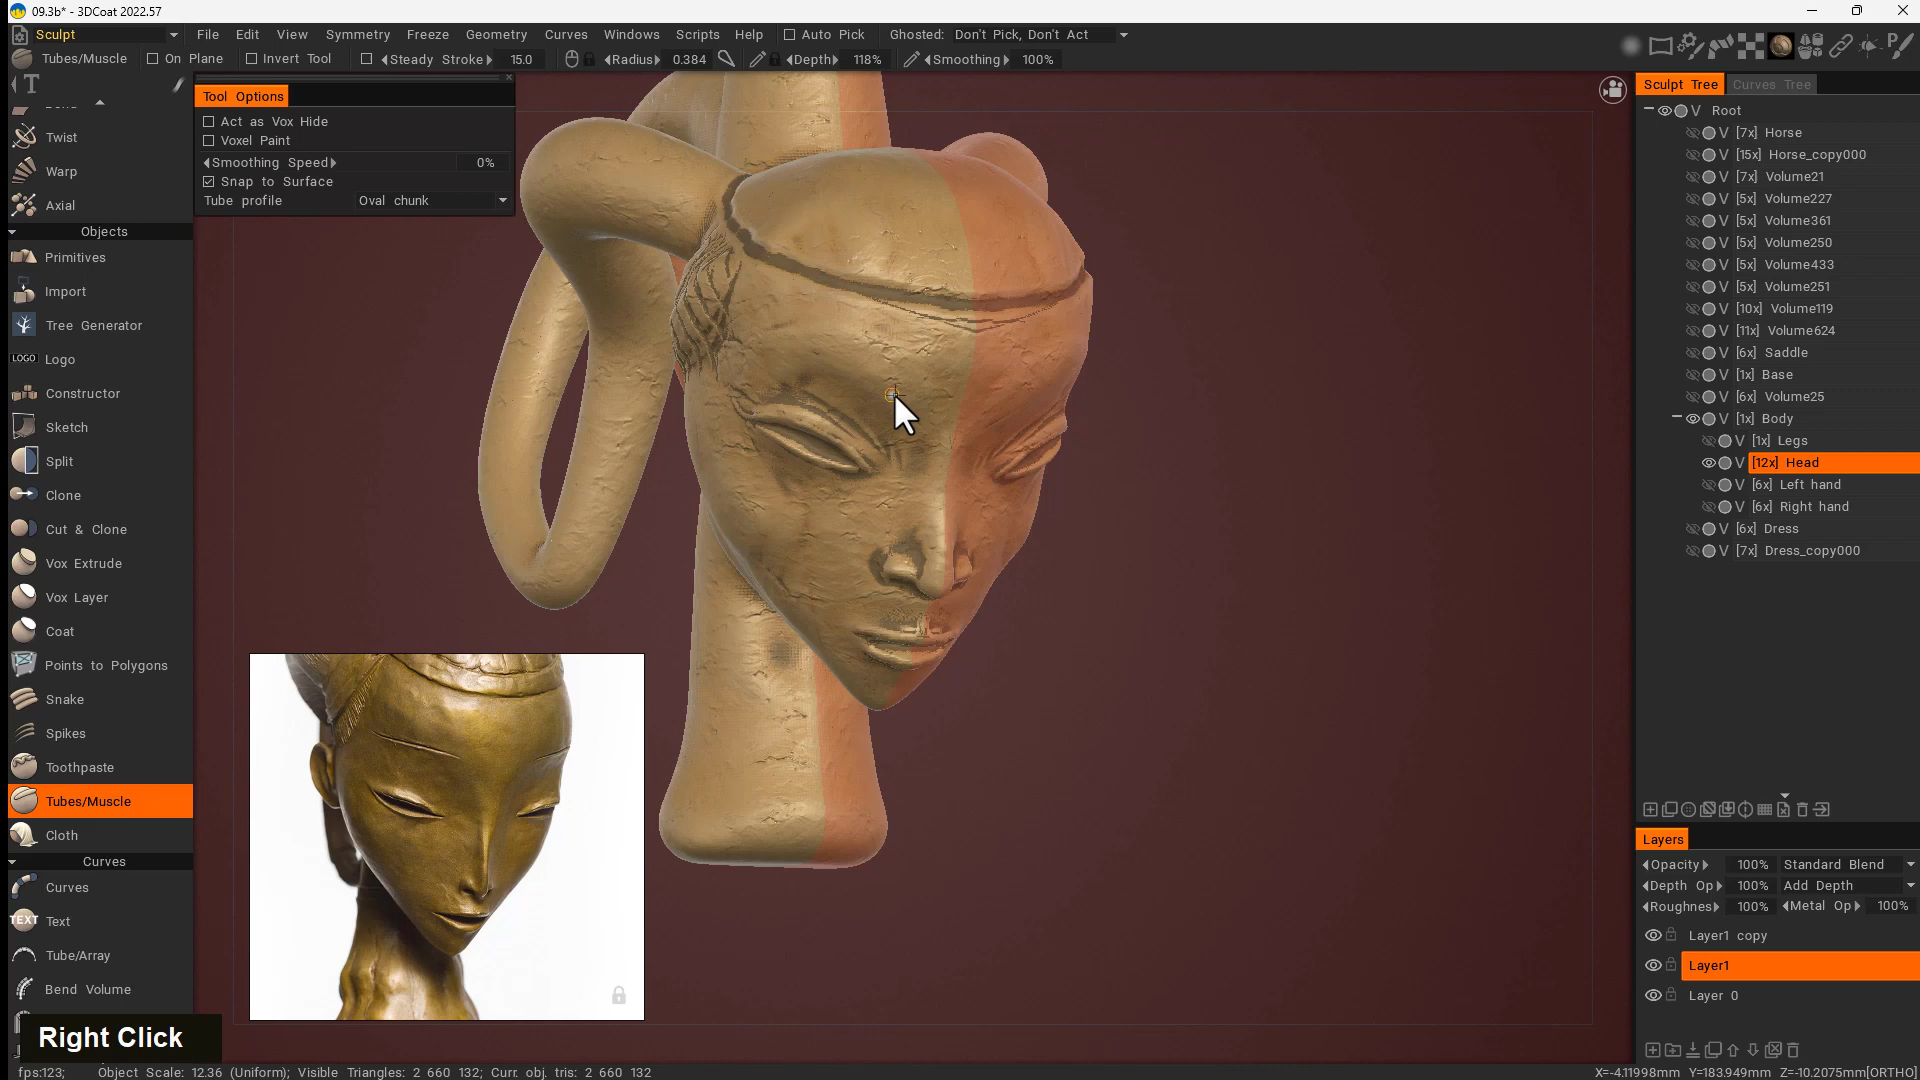 09.3b* - 3DCoat 2022.57
Sculpt
File Edit View Symmetry Freeze Geometry Curves Windows Scripts Help Auto Pick Ghosted: Don't Pick, Don't Act
Tubes/Muscle On Plane Invert Tool Steady Stroke 15.0 Radius 0.384 Depth 118% Smoothing 100%
T
Tool Options
Act as Vox Hide
Voxel Paint
Smoothing Speed 0%
Snap to Surface
Tube profile Oval chunk
Twist
Warp
Axial
Objects
Primitives
Import
Tree Generator
LOGO Logo
Constructor
Sketch
Split
Clone
Cut & Clone
Vox Extrude
Vox Layer
Coat
Points to Polygons
Snake
Spikes
Toothpaste
Tubes/Muscle
Cloth
Curves
Curves
TEXT Text
Tube/Array
Bend Volume
Right Click
Sculpt Tree Curves Tree
V Root
V [7x] Horse
V [15x] Horse_copy000
V [7x] Volume21
V [5x] Volume227
V [5x] Volume361
V [5x] Volume250
V [5x] Volume433
V [5x] Volume251
V [10x] Volume119
V [11x] Volume624
V [6x] Saddle
V [1x] Base
V [6x] Volume25
V [1x] Body
V [1x] Legs
V [12x] Head
V [6x] Left hand
V [6x] Right hand
V [6x] Dress
V [7x] Dress_copy000
Layers
Opacity 100% Standard Blend
Depth Op 100% Add Depth
Roughnes 100% Metal Op 100%
Layer1 copy
Layer1
Layer 0
fps:123; Object Scale: 12.36 (Uniform); Visible Triangles: 2 660 132; Curr. obj. tris: 2 660 132
X=-4.11998mm Y=183.949mm Z=-10.2075mm[ORTHO]